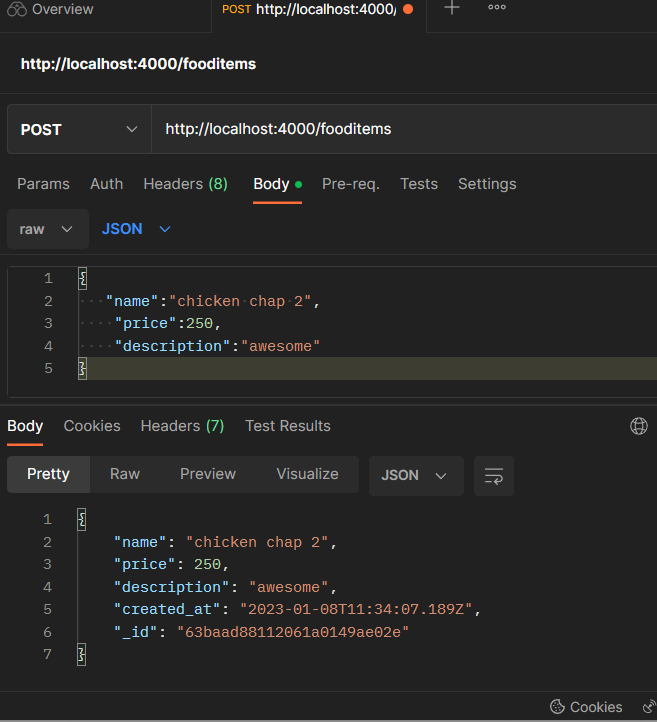 Overview
POST http://localhost:4000/
http://localhost:4000/fooditems
POST http://localhost:4000/fooditems
Params Auth Headers (8) Body Pre-req. Tests Settings
raw JSON
1 {
2 "name":"chicken chap 2",
3 "price":250,
4 "description":"awesome"
5 }
Body Cookies Headers (7) Test Results
Pretty Raw Preview Visualize JSON
1 {
2 "name": "chicken chap 2",
3 "price": 250,
4 "description": "awesome",
5 "created_at": "2023-01-08T11:34:07.189Z",
6 "_id": "63baad88112061a0149ae02e"
7 }
Cookies